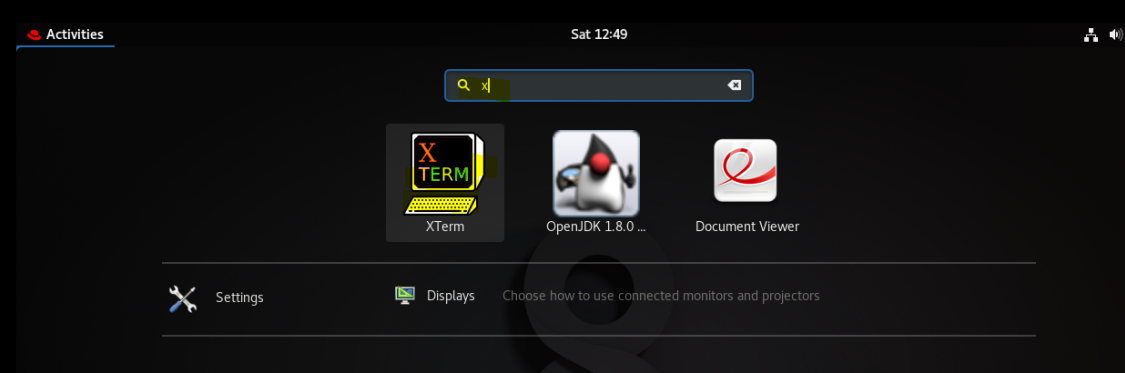 Activities
Sat 12:49
x
X
TERM
XTerm
OpenJDK 1.8.0 ...
Document Viewer
Settings
Displays
Choose how to use connected monitors and projectors